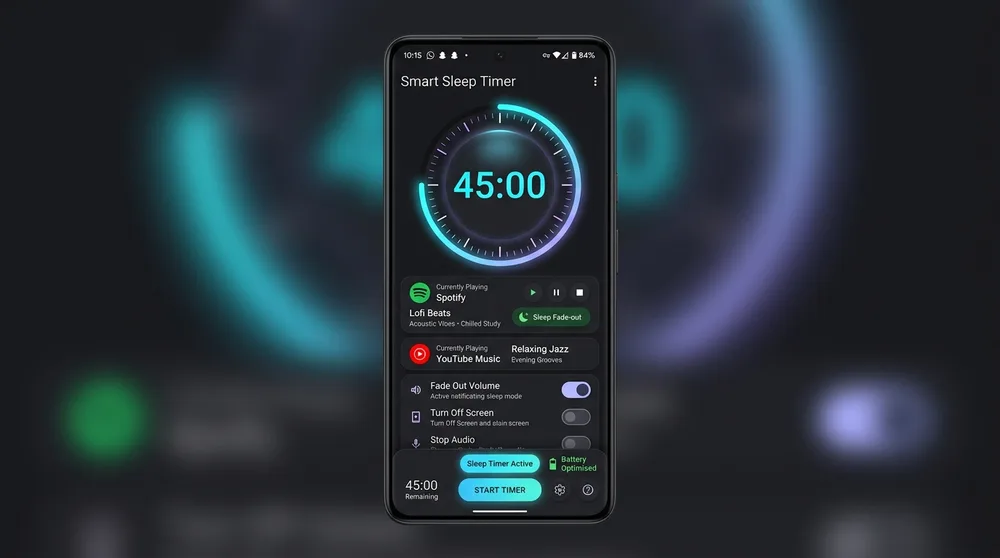 10:15
84%
Smart Sleep Timer
45:00
Currently Playing
Spotify
Lofi Beats
Acoustic Vibes • Chilled Study
Sleep Fade-out
Currently Playing
YouTube Music
Relaxing Jazz
Evening Grooves
Fade Out Volume
Active notificating sleep mode
Turn Off Screen
Turn Off Screen and slain screen
Stop Audio
Sleep Timer Active
Battery
Optimised
45:00
Remaining
START TIMER